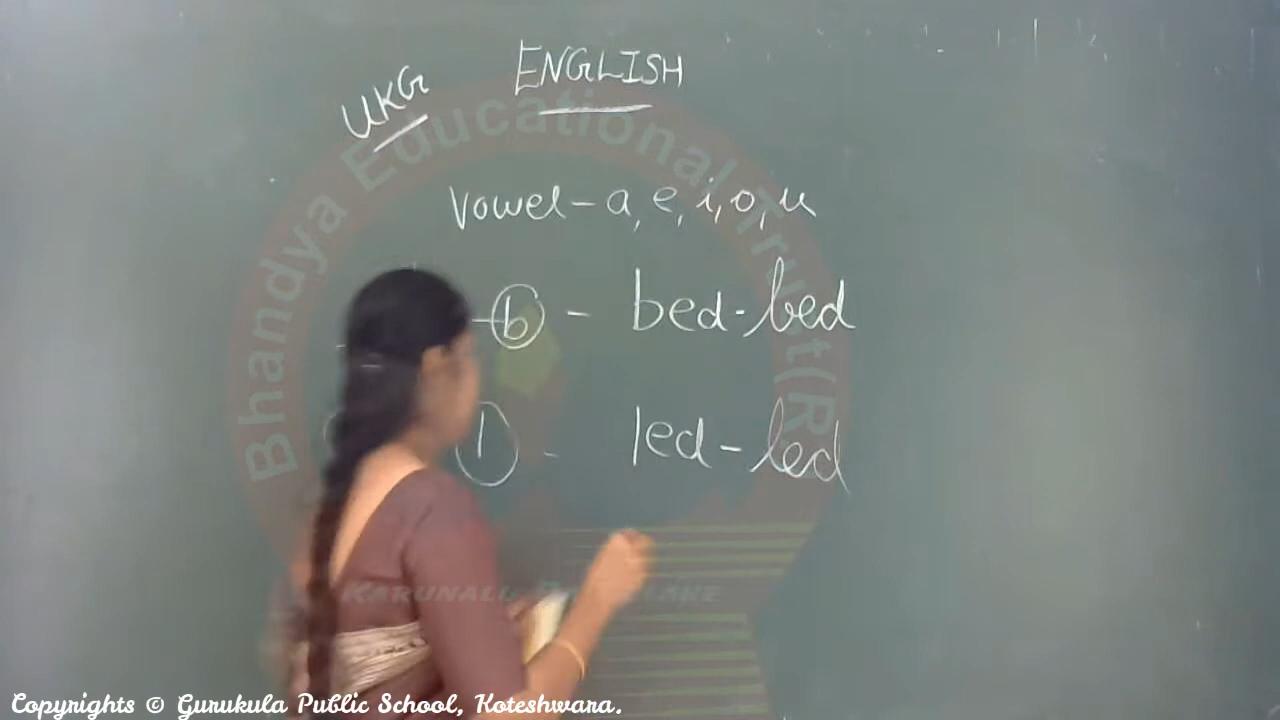 UKG ENGLISH
Vowel - a, e, i, o, u
- b - bed - bed
l - led - led
Bhandya Educational Trust (R
Copyrights © Gurukula Public School, Koteshwara.